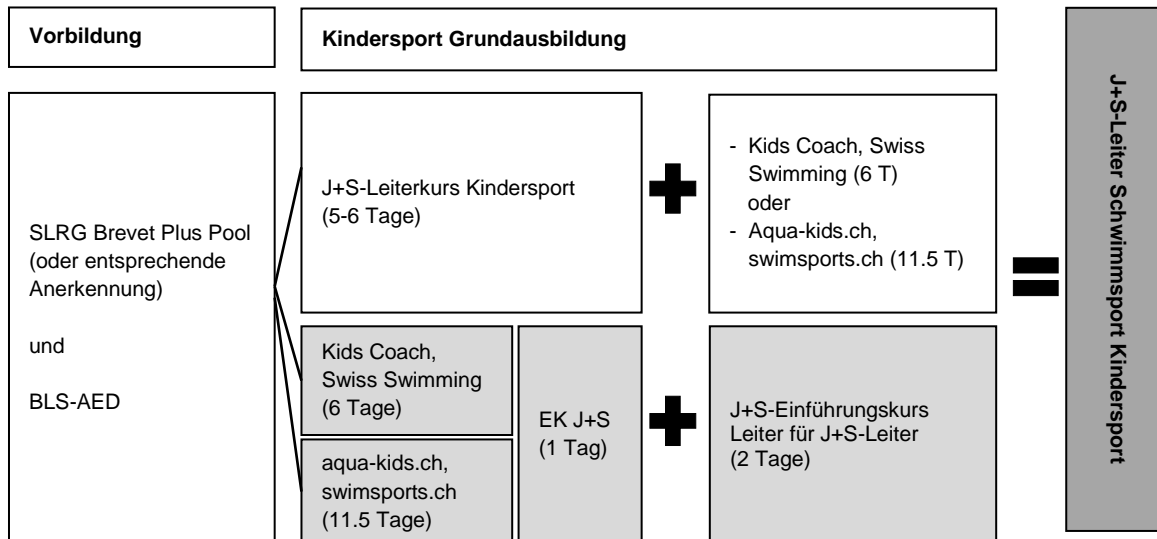 Vorbildung
Kindersport Grundausbildung
SLRG Brevet Plus Pool
(oder entsprechende
Anerkennung)
und
BLS-AED
J+S-Leiterkurs Kindersport
(5-6 Tage)
- Kids Coach, Swiss
Swimming (6 T)
oder
- Aqua-kids.ch,
swimsports.ch (11.5 T)
Kids Coach,
Swiss Swimming
(6 Tage)
aqua-kids.ch,
swimsports.ch
(11.5 Tage)
EK J+S
(1 Tag)
J+S-Einführungskurs
Leiter für J+S-Leiter
(2 Tage)
J+S-Leiter Schwimmsport Kindersport